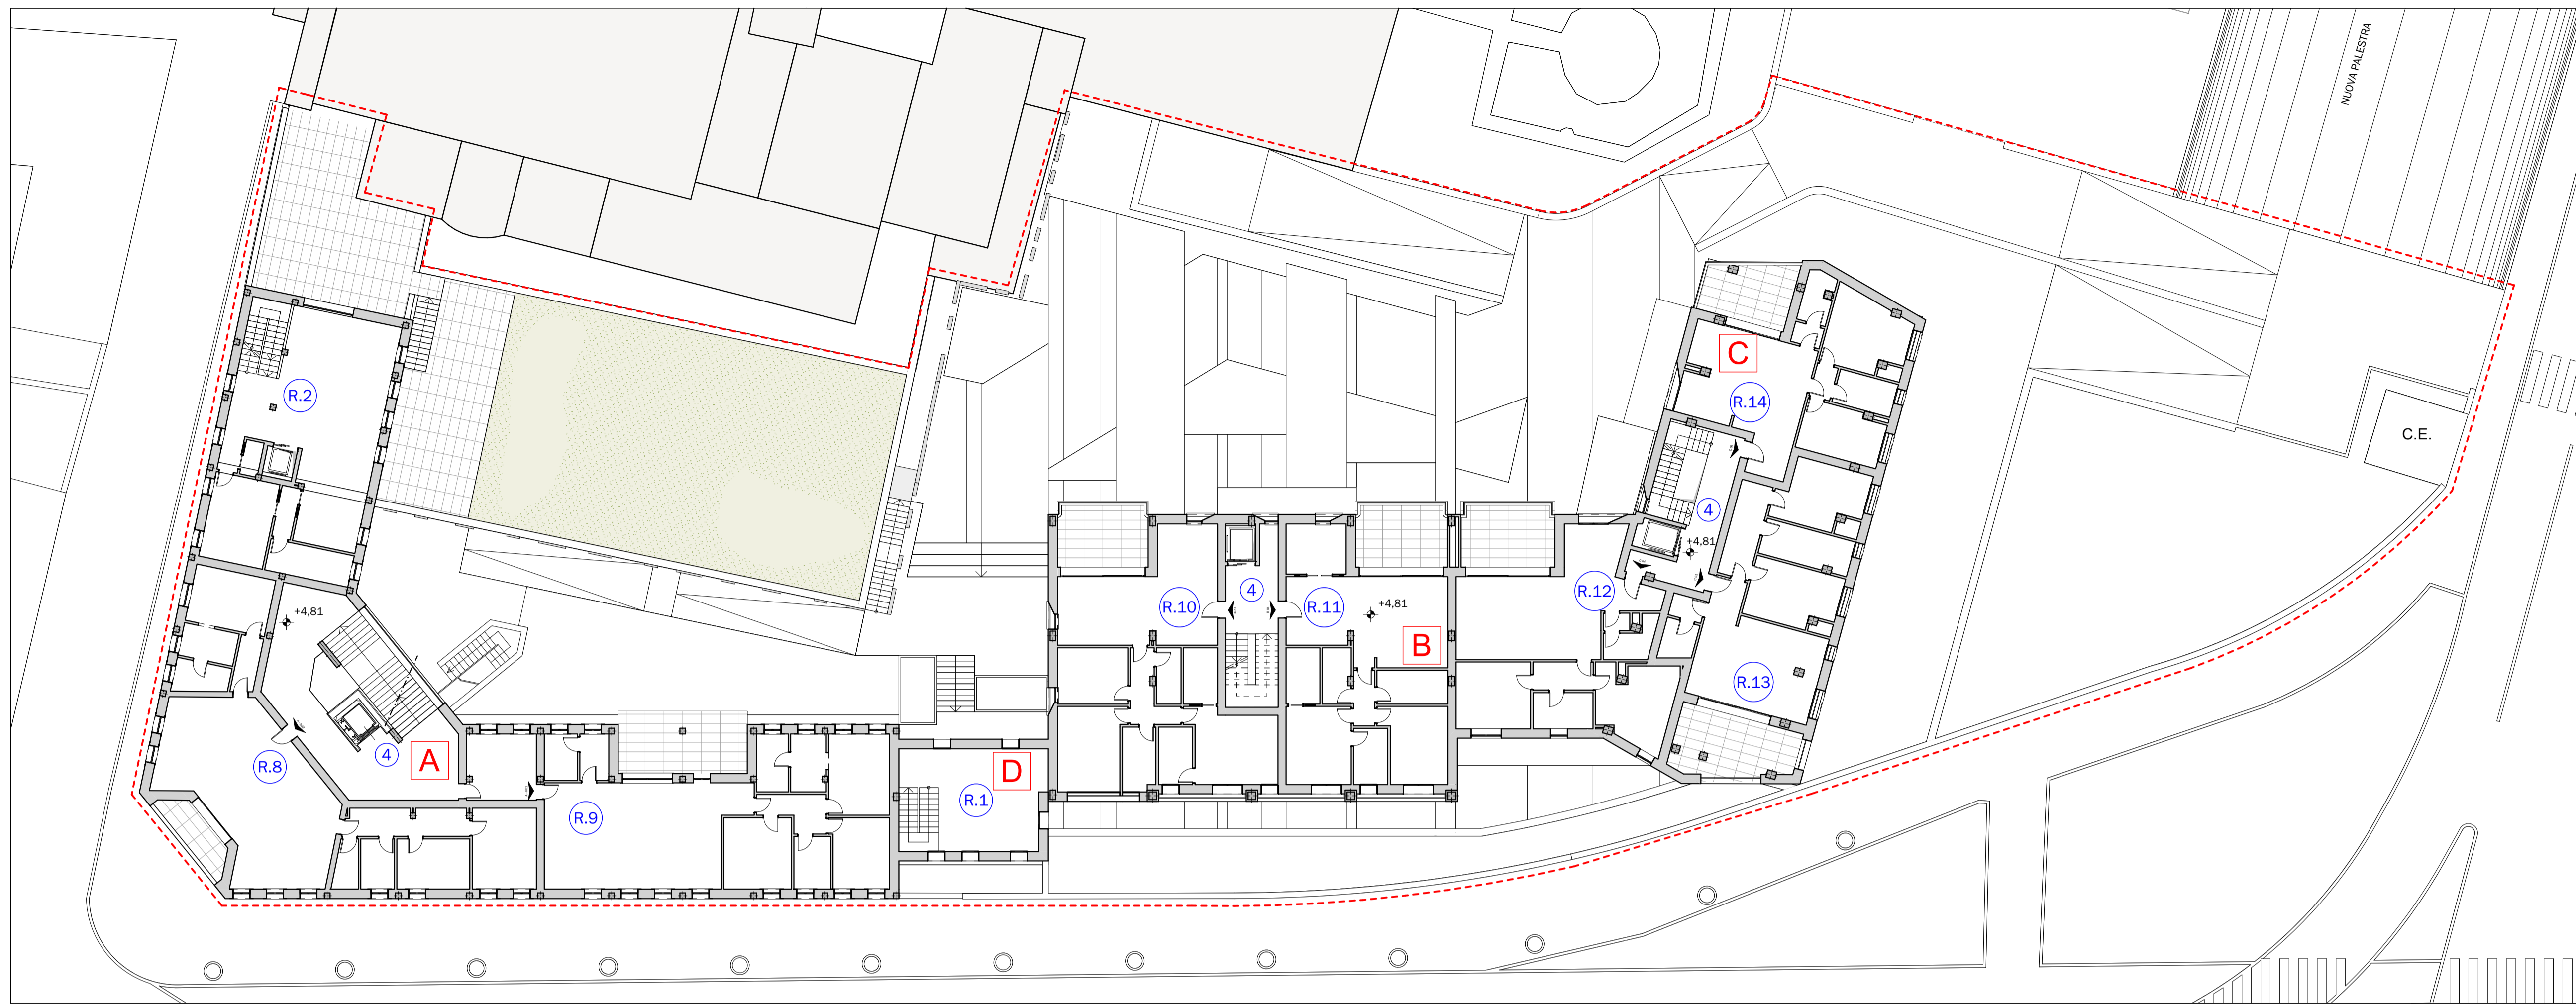 NUOVA PALESTRA
C
R.2
R.14
C.E.
4
+4,81
R.12
4
R.10
R.11
+4,81
+4,81
B
R.13
4
A
R.8
D
R.1
R.9